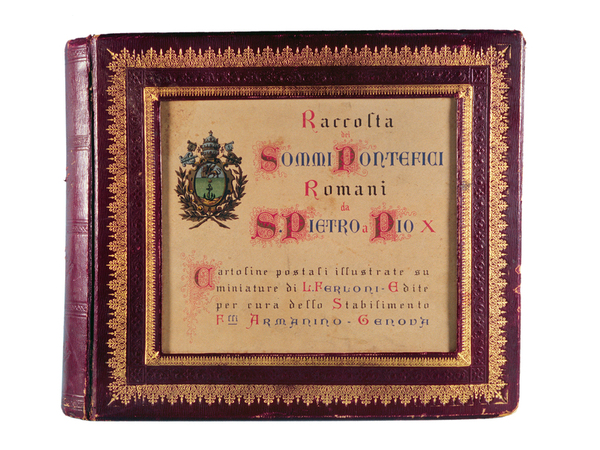 Raccolta
dei
Sommi Pontefici
Romani
da
S. Pietro a Pio X
Cartoline postali illustrate su
miniature di L. Ferloni - Edite
per cura dello Stabilimento
F.lli Armanino - Genova